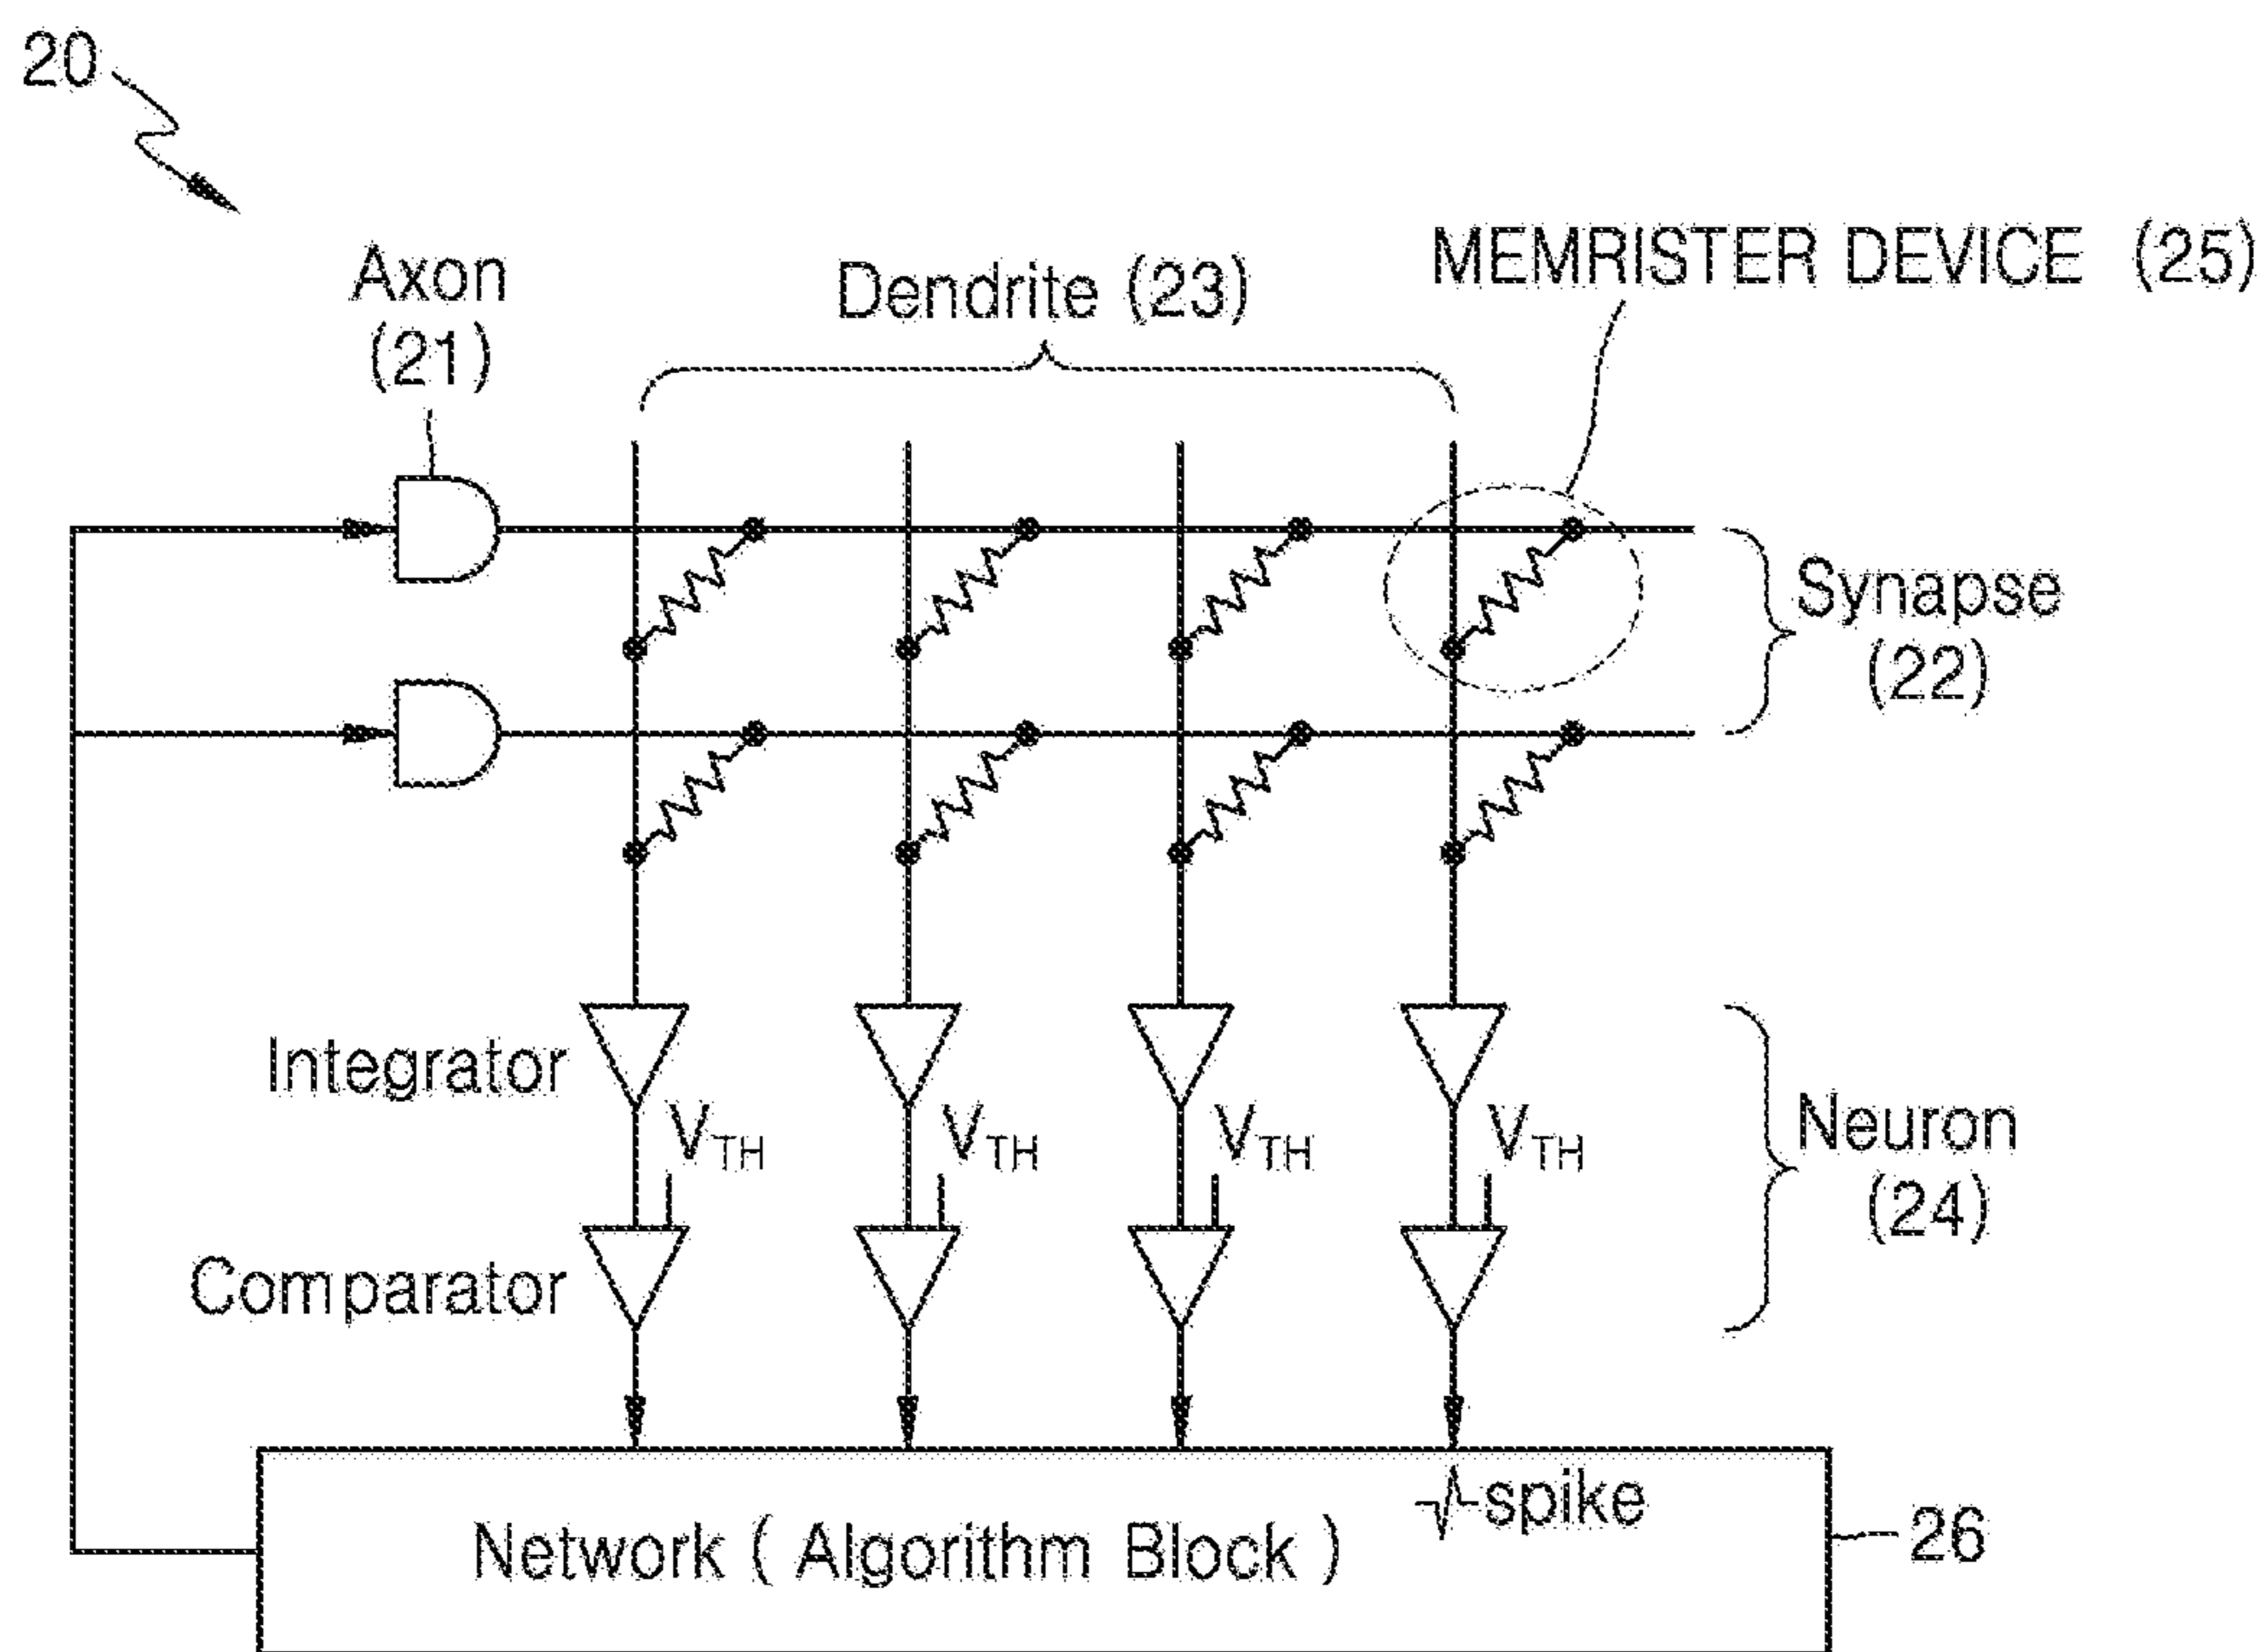 20
Axon
(21)
Dendrite (23)
MEMRISTER DEVICE (25)
Synapse
(22)
Integrator
VTH VTH VTH VTH
Neuron
(24)
Comparator
spike
Network ( Algorithm Block )
26